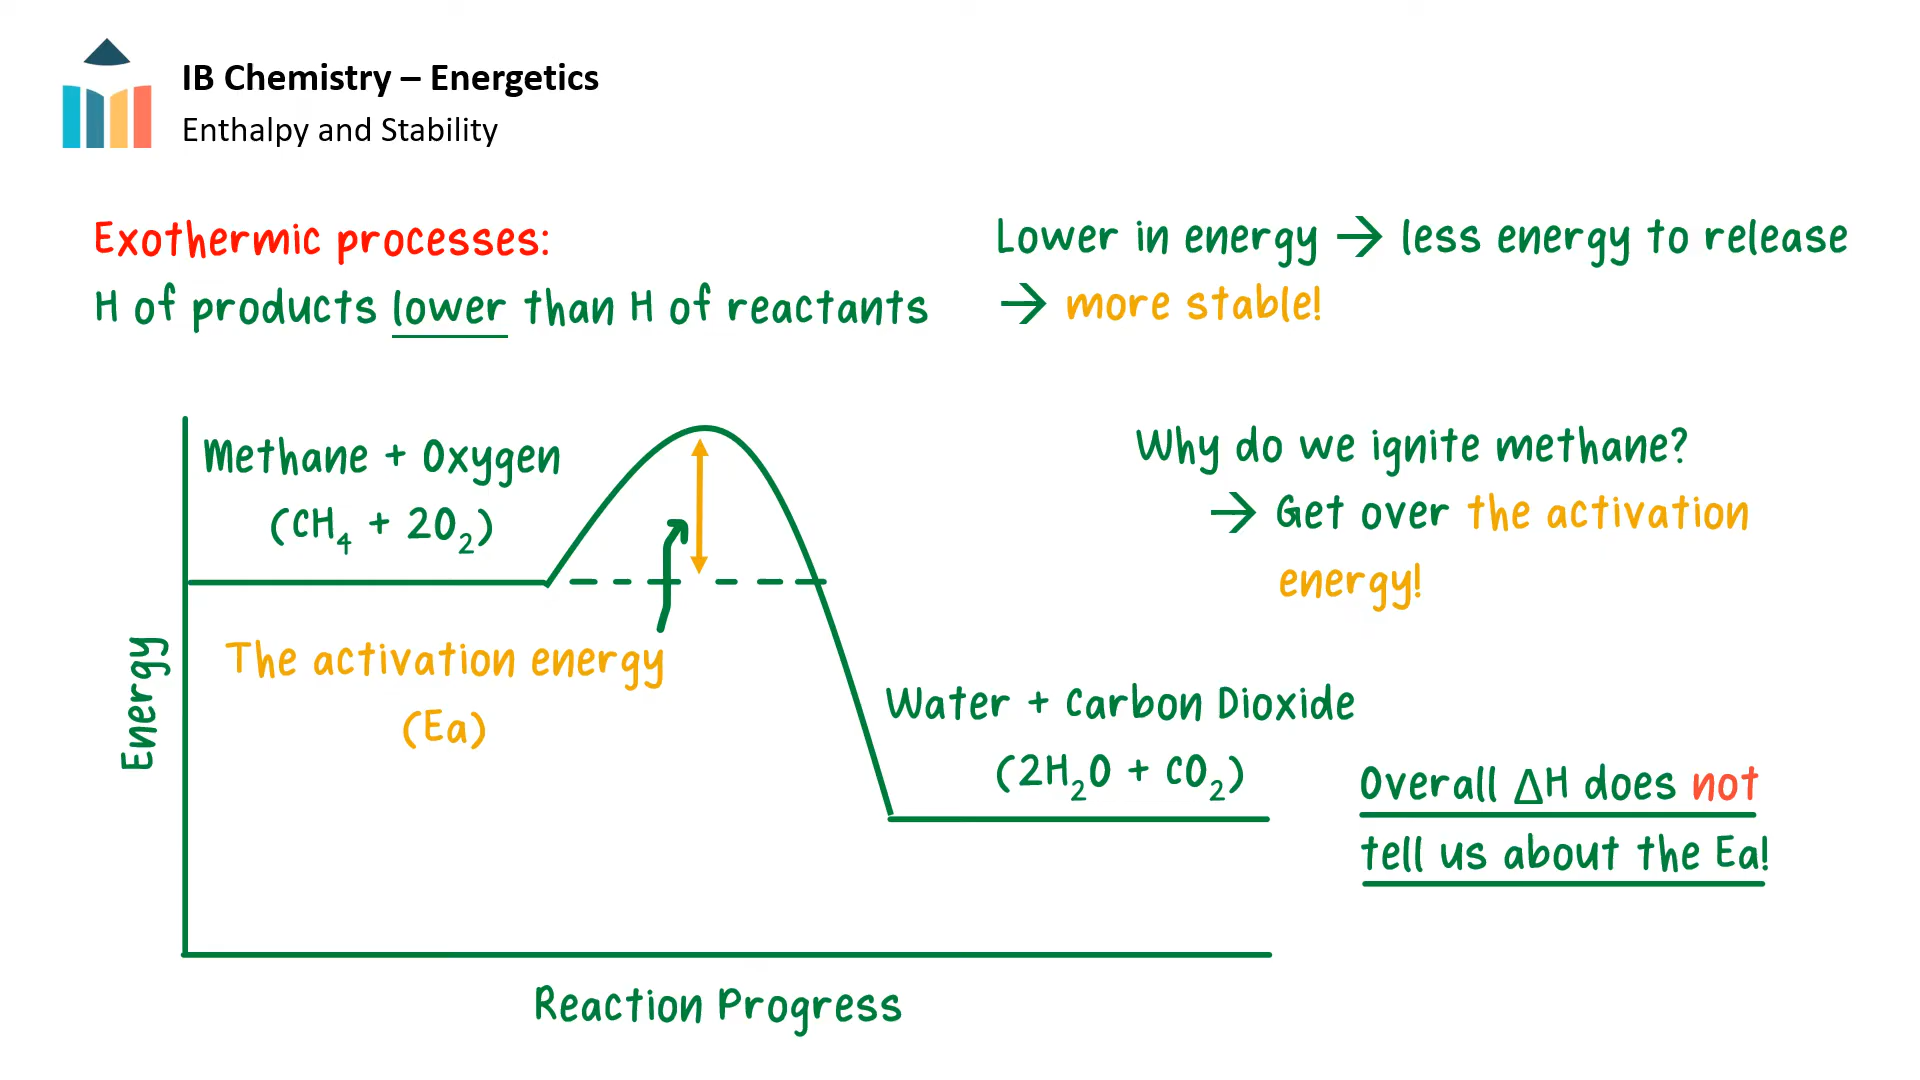 IB Chemistry – Energetics
Enthalpy and Stability
Exothermic processes:
H of products lower than H of reactants
Lower in energy → less energy to release
→ more stable!
Methane + Oxygen
(CH₄ + 2O₂)
The activation energy
(Ea)
Why do we ignite methane?
→ Get over the activation
energy!
Water + Carbon Dioxide
(2H₂O + CO₂)
Overall ΔH does not
tell us about the Ea!
Energy
Reaction Progress